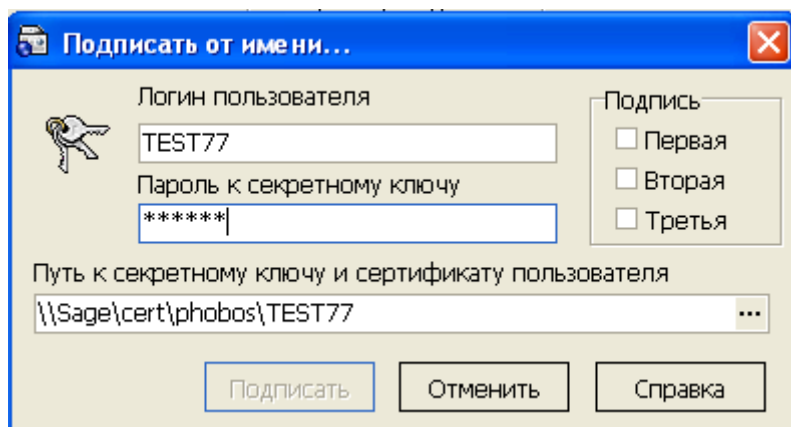 Подписать от имени...
Логин пользователя
TEST77
Пароль к секретному ключу
******
Подпись
Первая
Вторая
Третья
Путь к секретному ключу и сертификату пользователя
\\Sage\cert\phobos\TEST77
...
Подписать
Отменить
Справка